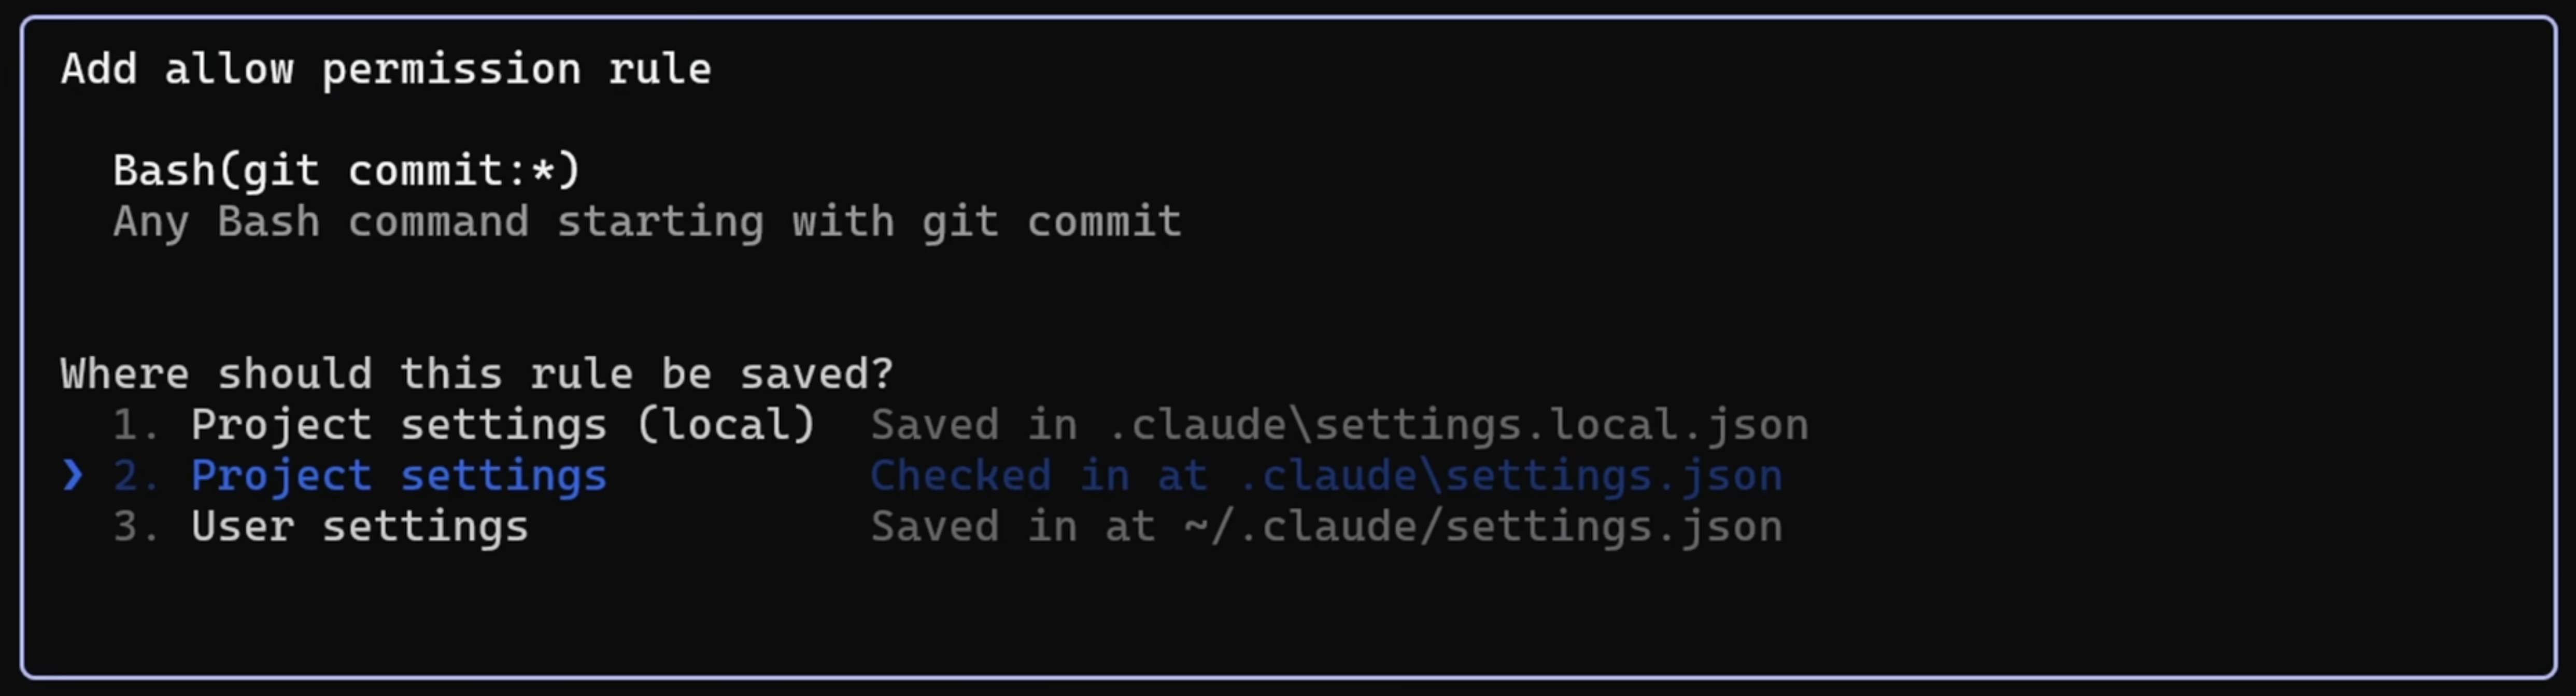 Add allow permission rule
Bash(git commit:*)
Any Bash command starting with git commit
Where should this rule be saved?
1. Project settings (local) Saved in .claude\settings.local.json
❯ 2. Project settings Checked in at .claude\settings.json
3. User settings Saved in at ~/.claude/settings.json